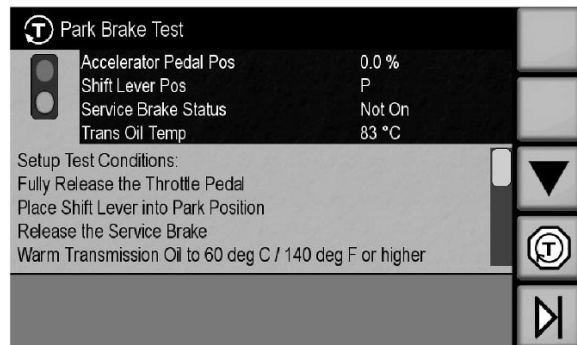 T Park Brake Test
Accelerator Pedal Pos 0.0 %
Shift Lever Pos P
Service Brake Status Not On
Trans Oil Temp 83 °C
Setup Test Conditions:
Fully Release the Throttle Pedal
Place Shift Lever into Park Position
Release the Service Brake
Warm Transmission Oil to 60 deg C / 140 deg F or higher
T